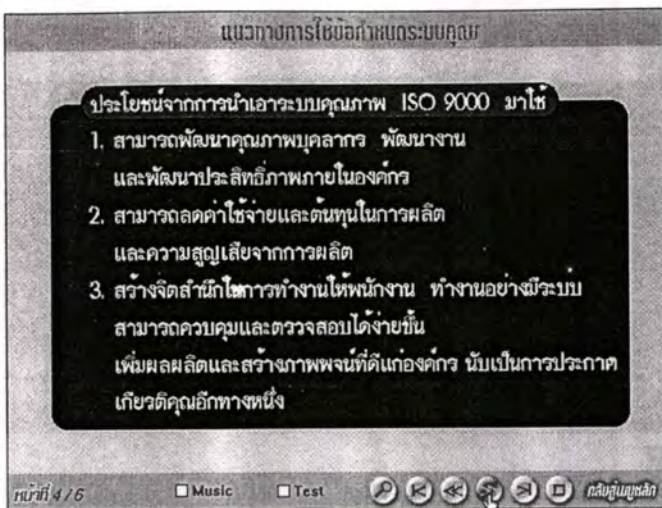 แนวทางการใช้ข้อกำหนดระบบคุณภ
ประโยชน์จากการนำเอาระบบคุณภาพ ISO 9000 มาใช้
1. สามารถพัฒนาคุณภาพบุคลากร พัฒนางาน
และพัฒนาประสิทธิ์ภาพภายในองค์กร
2. สามารถลดค่าใช้จ่ายและต้นทุนในการผลิต
และความสูญเสียจากการผลิต
3. สร้างจิตสำนึกในการทำงานให้พนักงาน ทำงานอย่างมีระบบ
สามารถควบคุมและตรวจสอบได้ง่ายขึ้น
เพิ่มผลผลิตและสร้างภาพพจน์ที่ดีแก่องค์กร นับเป็นการประกาศ
เกียรติคุณอีกทางหนึ่ง
หน้าที่ 4/6 Music Test กลับสู่เมนูหลัก